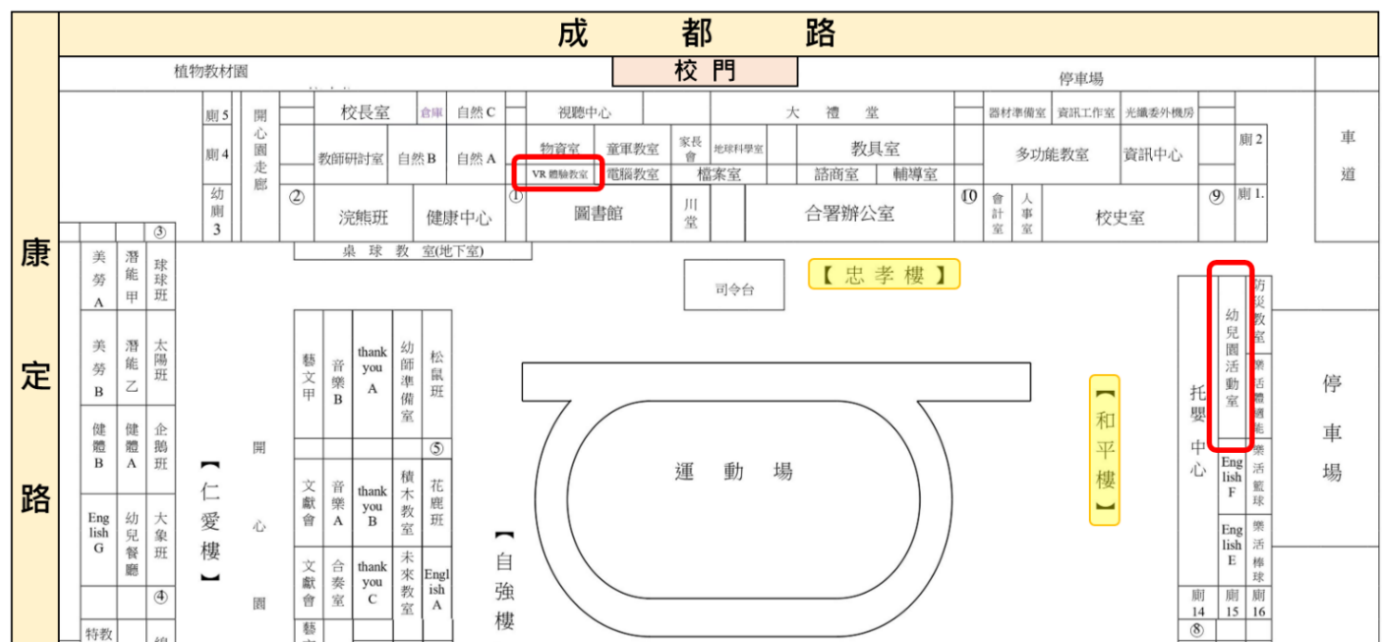 成都路
校門
植物教材園
停車場
廁5
開心園走廊
校長室
倉庫
自然C
視聽中心
大禮堂
器材準備室
資訊工作室
光纖委外機房
車道
廁4
教師研討室
自然B
自然A
物資室
童軍教室
家長會
地球科學室
教具室
多功能教室
資訊中心
廁2
VR 體驗教室
電腦教室
檔案室
諮商室
輔導室
幼廁3
②
浣熊班
健康中心
①
圖書館
川堂
合署辦公室
⑩
會計室
人事室
校史室
⑨
廁1.
桌球教室(地下室)
康定路
③
美勞A
潛能甲
球球班
【忠孝樓】
司令台
美勞B
潛能乙
太陽班
藝文甲
音樂B
thank you A
幼師準備室
松鼠班
托嬰中心
幼兒園活動室
防災教室
樂活體適能
停車場
健體B
健體A
企鵝班
⑤
【和平樓】
運動場
開心園
【仁愛樓】
文獻會
音樂A
thank you B
積木教室
花鹿班
English F
樂活籃球
English G
幼兒餐廳
大象班
【自強樓
文獻會
合奏室
thank you C
未來教室
English A
English E
樂活棒球
④
廁14
廁15
廁16
特教
藝
⑧